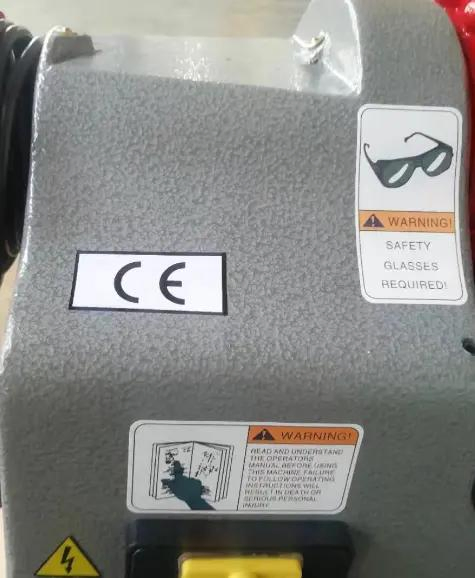 WARNING!
SAFETY
GLASSES
REQUIRED!
CE
WARNING!
READ AND UNDERSTAND
THE OPERATORS
MANUAL BEFORE USING
THIS MACHINE FAILURE
TO FOLLOW OPERATING
INSTRUCTIONS WILL
RESULT IN DEATH OR
SERIOUS PERSONAL
INJURY